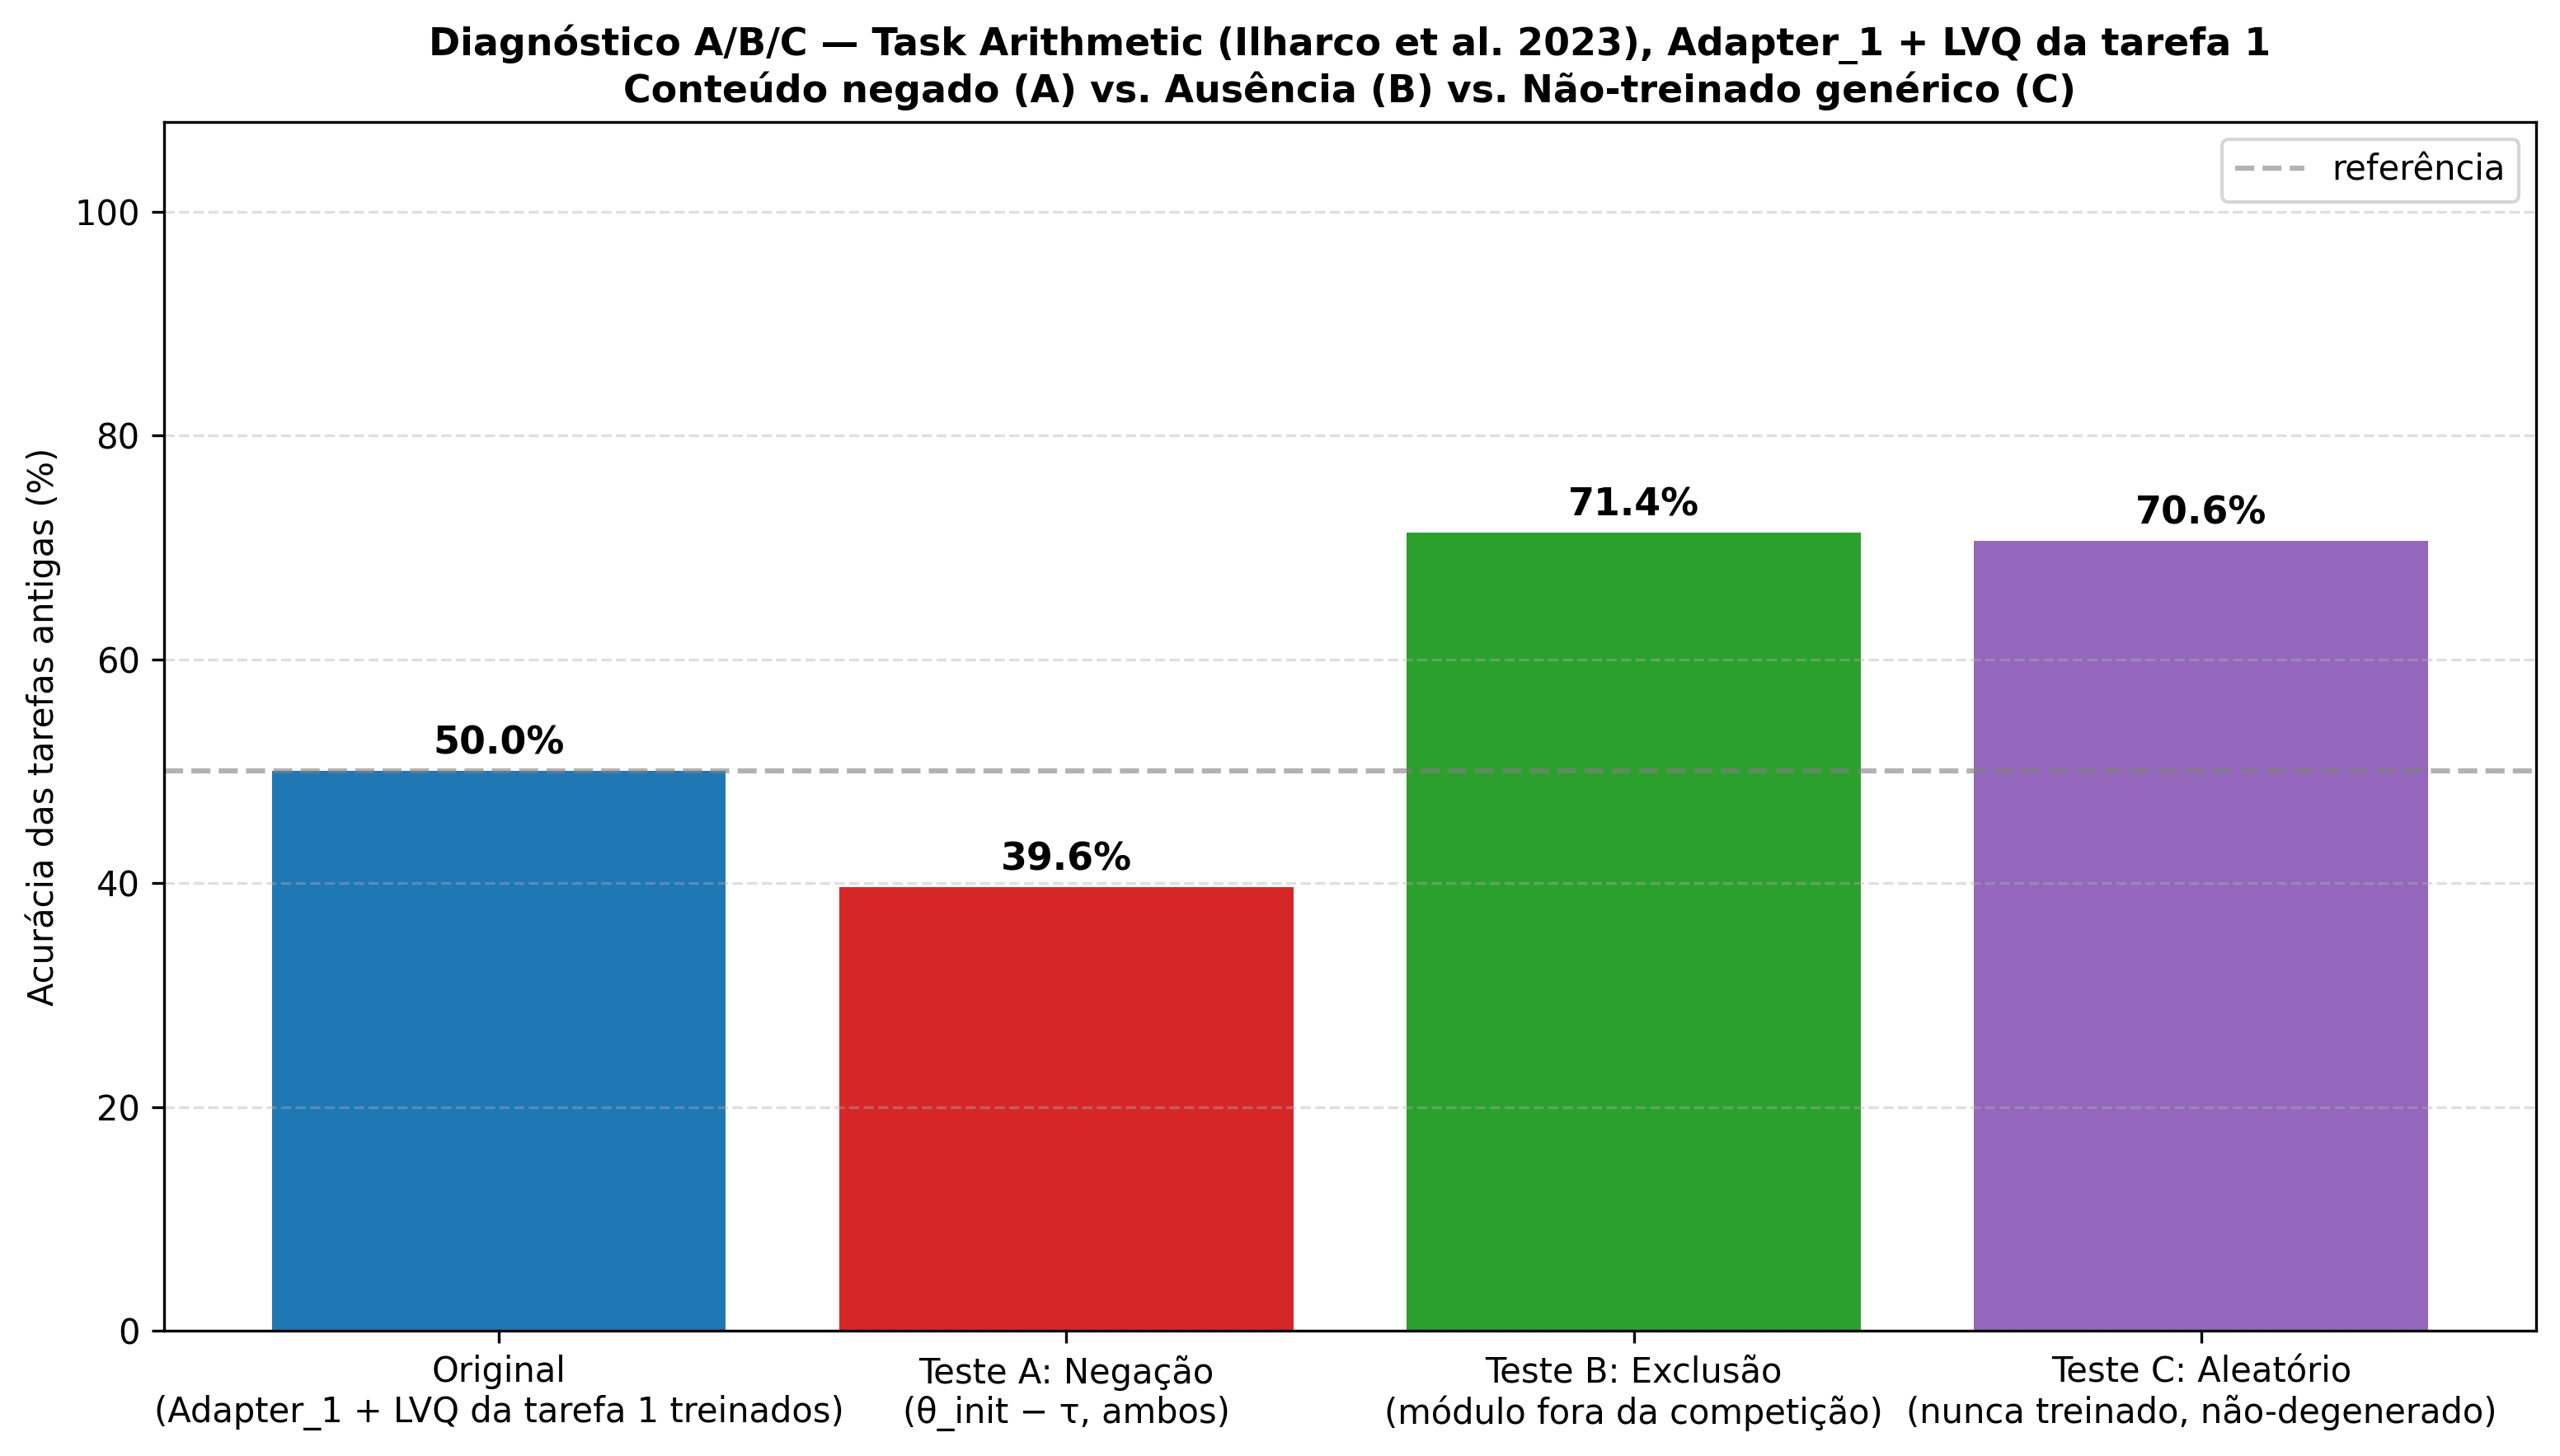 Diagnóstico A/B/C — Task Arithmetic (Ilharco et al. 2023), Adapter_1 + LVQ da tarefa 1
Conteúdo negado (A) vs. Ausência (B) vs. Não-treinado genérico (C)
referência
Acurácia das tarefas antigas (%)
100
80
60
40
20
0
50.0%
39.6%
71.4%
70.6%
Original
(Adapter_1 + LVQ da tarefa 1 treinados)
Teste A: Negação
(θ_init − τ, ambos)
Teste B: Exclusão
(módulo fora da competição)
Teste C: Aleatório
(nunca treinado, não-degenerado)